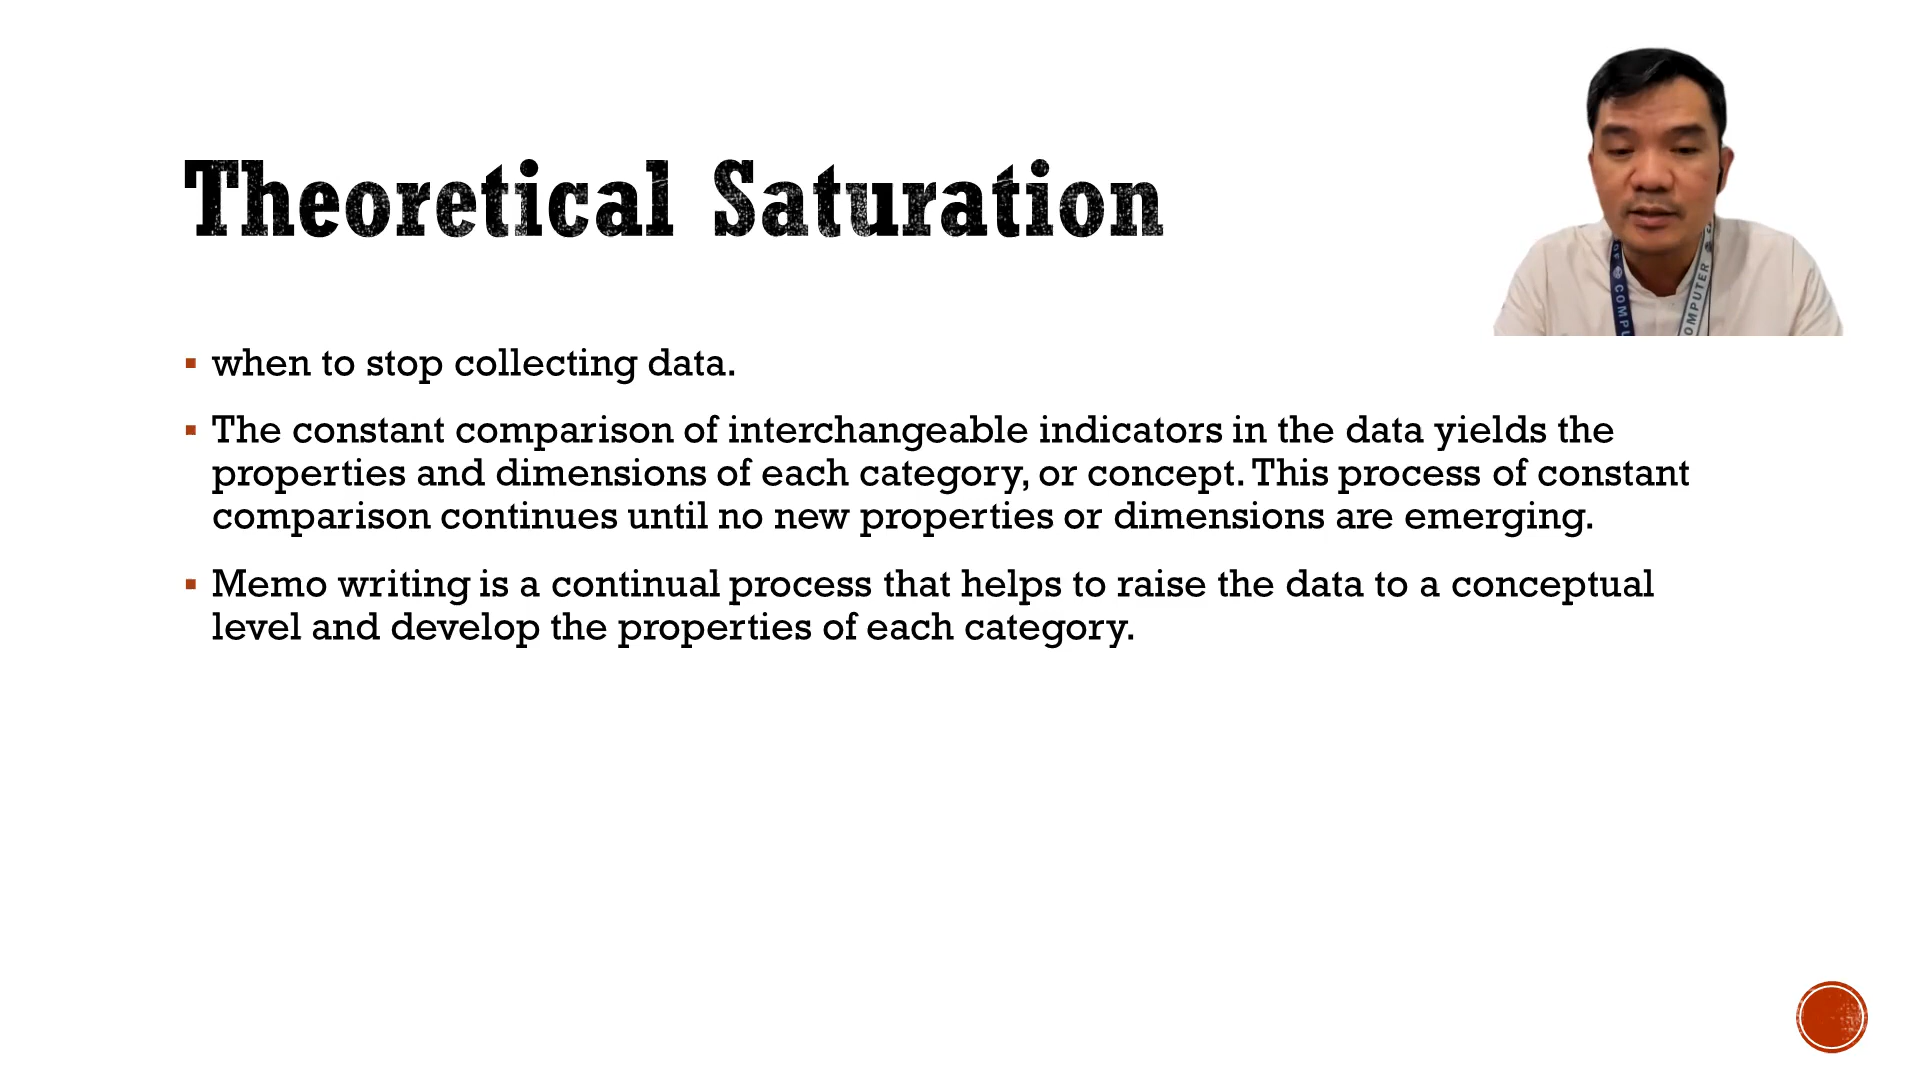 Theoretical Saturation
when to stop collecting data.
The constant comparison of interchangeable indicators in the data yields the
properties and dimensions of each category, or concept. This process of constant
comparison continues until no new properties or dimensions are emerging.
Memo writing is a continual process that helps to raise the data to a conceptual
level and develop the properties of each category.
COMPU
OMPUTER